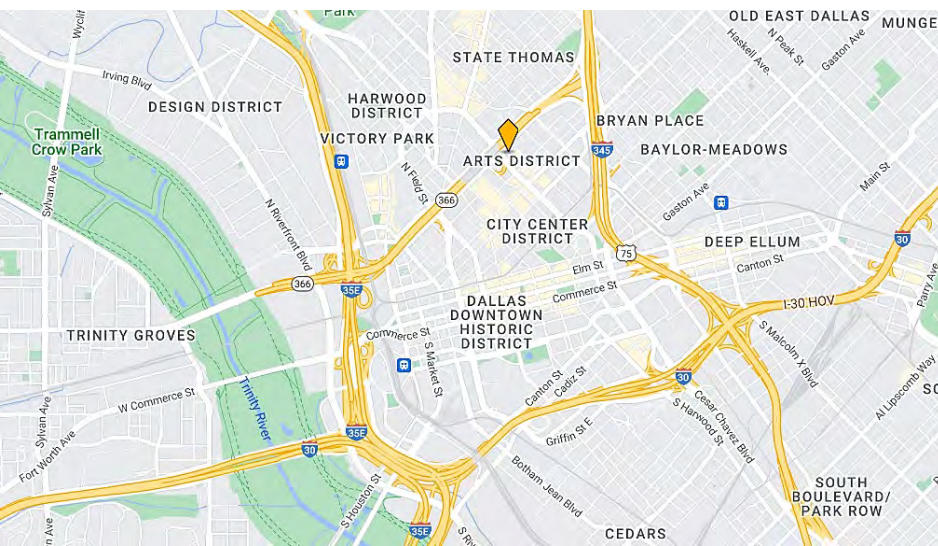 Park
OLD EAST DALLAS
MUNGE
Wyclif
N Peak St
Haskell Ave.
Gaston Ave
STATE THOMAS
Irving Blvd
DESIGN DISTRICT
HARWOOD
DISTRICT
VICTORY PARK
BRYAN PLACE
Trammell
Crow Park
345
BAYLOR-MEADOWS
ARTS DISTRICT
Sylvan Ave
N Field St
Main St
366
Gaston Ave
N Riverfront Blvd
CITY CENTER
DISTRICT
DEEP ELLUM
30
75
Elm St
Canton St
366
35E
Commerce St
Parry Ave
I-30 HOV
DALLAS
DOWNTOWN
HISTORIC
DISTRICT
TRINITY GROVES
Commerce St
S Market St
S Malcolm X Blvd
Trinity River
W Commerce St
Canton St
Cadiz St
30
Al Lipscomb Way
SO
Sylvan Ave
Fort Worth Ave
Cesar Chavez Blvd
S Harwood St
35E
30
Griffin St E
Botham Jean Blvd
S Houston St
SOUTH
BOULEVARD/
PARK ROW
n Ave
35E
S Riv
CEDARS